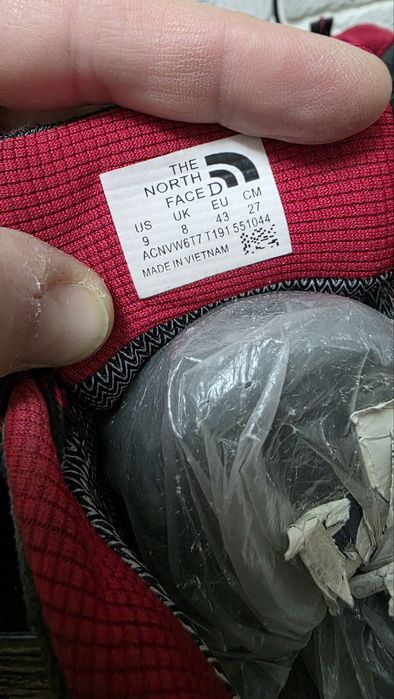 THE
NORTH
FACE D
US UK EU CM
9 8 43 27
ACNVW6T7 T191 551044
MADE IN VIETNAM